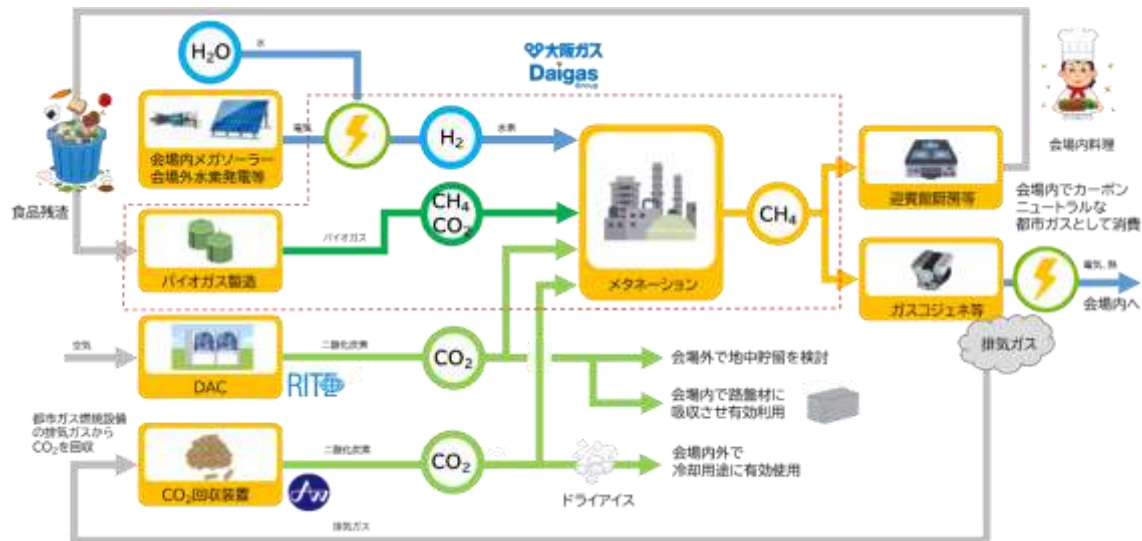 H₂O
水
大阪ガス
Daigas
Group
会場内メガソーラー
会場外水素発電等
電気
H₂
水素
会場内料理
食品残渣
バイオガス製造
バイオガス
CH₄
CO₂
メタネーション
CH₄
迎賓館厨房等
会場内でカーボン
ニュートラルな
都市ガスとして消費
ガスコジェネ等
電気、熱
会場内へ
排気ガス
空気
DAC
二酸化炭素
RITE
CO₂
会場外で地中貯留を検討
会場内で路盤材に
吸収させ有効利用
都市ガス燃焼設備
の排気ガスから
CO₂を回収
CO₂回収装置
二酸化炭素
CO₂
ドライアイス
会場内外で
冷却用途に有効使用
排気ガス